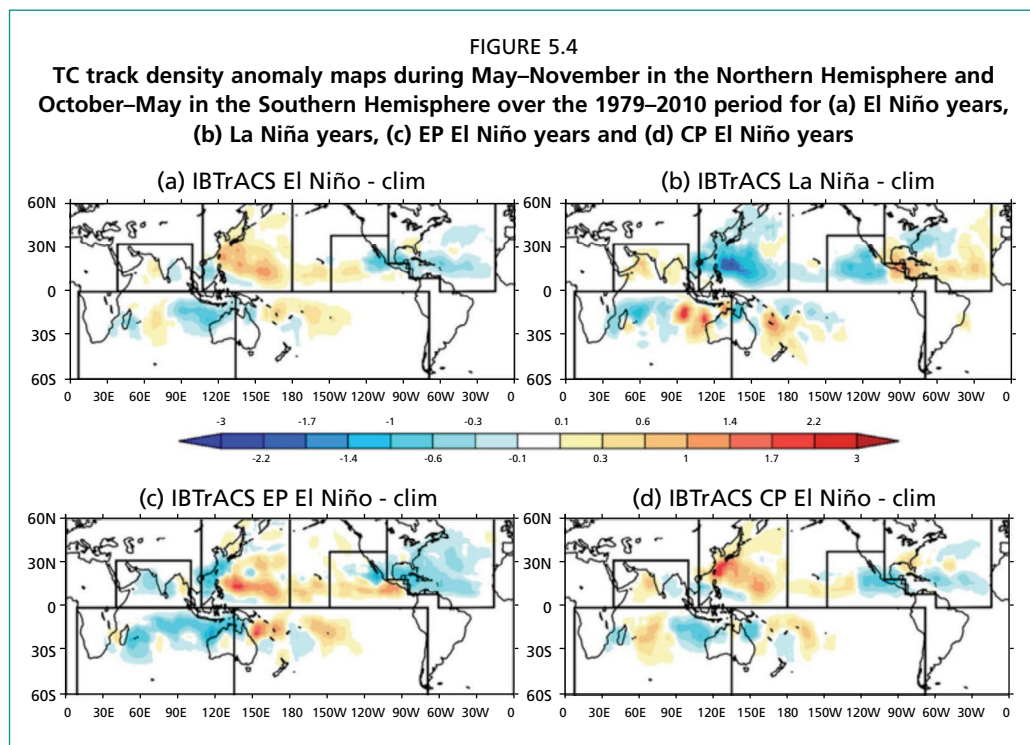 FIGURE 5.4
TC track density anomaly maps during May–November in the Northern Hemisphere and
October–May in the Southern Hemisphere over the 1979–2010 period for (a) El Niño years,
(b) La Niña years, (c) EP El Niño years and (d) CP El Niño years
(a) IBTrACS El Niño - clim
60N
30N
0
30S
60S
0 30E 60E 90E 120E 150E 180E 150W 120W 90W 60W 30W 0
(b) IBTrACS La Niña - clim
60N
30N
0
30S
60S
0 30E 60E 90E 120E 150E 180E 150W 120W 90W 60W 30W 0
-3 -1.7 -1 -0.3 0.1 0.6 1.4 2.2
-2.2 -1.4 -0.6 -0.1 0.3 1 1.7 3
(c) IBTrACS EP El Niño - clim
60N
30N
0
30S
60S
0 30E 60E 90E 120E 150E 180E 150W 120W 90W 60W 30W 0
(d) IBTrACS CP El Niño - clim
60N
30N
0
30S
60S
0 30E 60E 90E 120E 150E 180E 150W 120W 90W 60W 30W 0